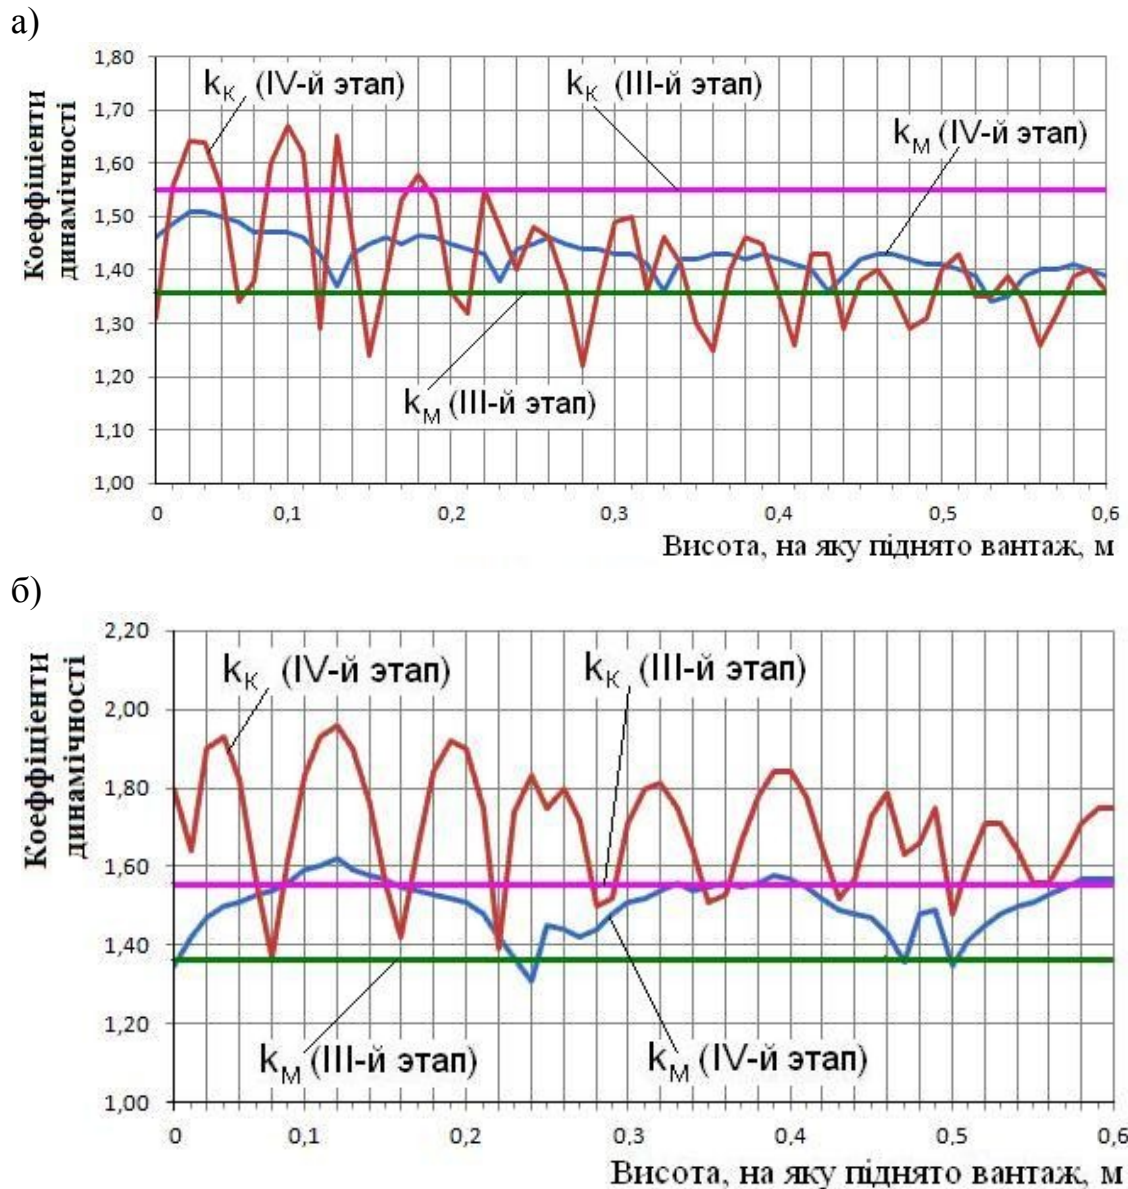 а)
Коеффіцієнти
динамічності
1,80
1,70
1,60
1,50
1,40
1,30
1,20
1,10
1,00
kК (IV-й этап)
kК (III-й этап)
kМ (IV-й этап)
kМ (III-й этап)
0 0,1 0,2 0,3 0,4 0,5 0,6
Висота, на яку піднято вантаж, м
б)
Коеффіцієнти
динамічності
2,20
2,00
1,80
1,60
1,40
1,20
1,00
kК (IV-й этап)
kК (III-й этап)
kМ (III-й этап)
kМ (IV-й этап)
0 0,1 0,2 0,3 0,4 0,5 0,6
Висота, на яку піднято вантаж, м